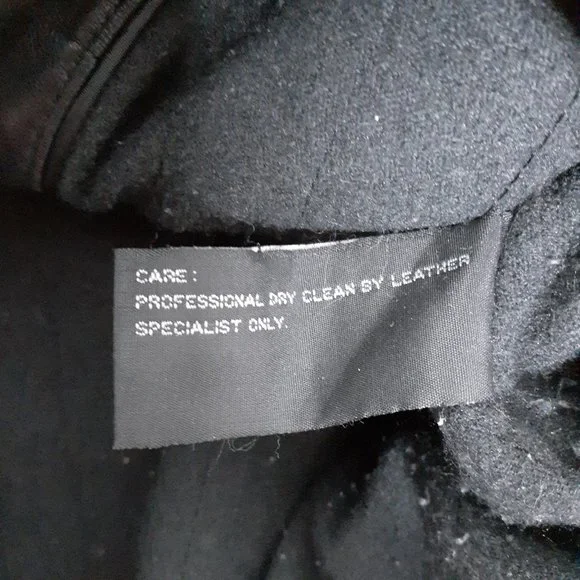 CARE:
PROFESSIONAL DRY CLEAN BY LEATHER
SPECIALIST ONLY.